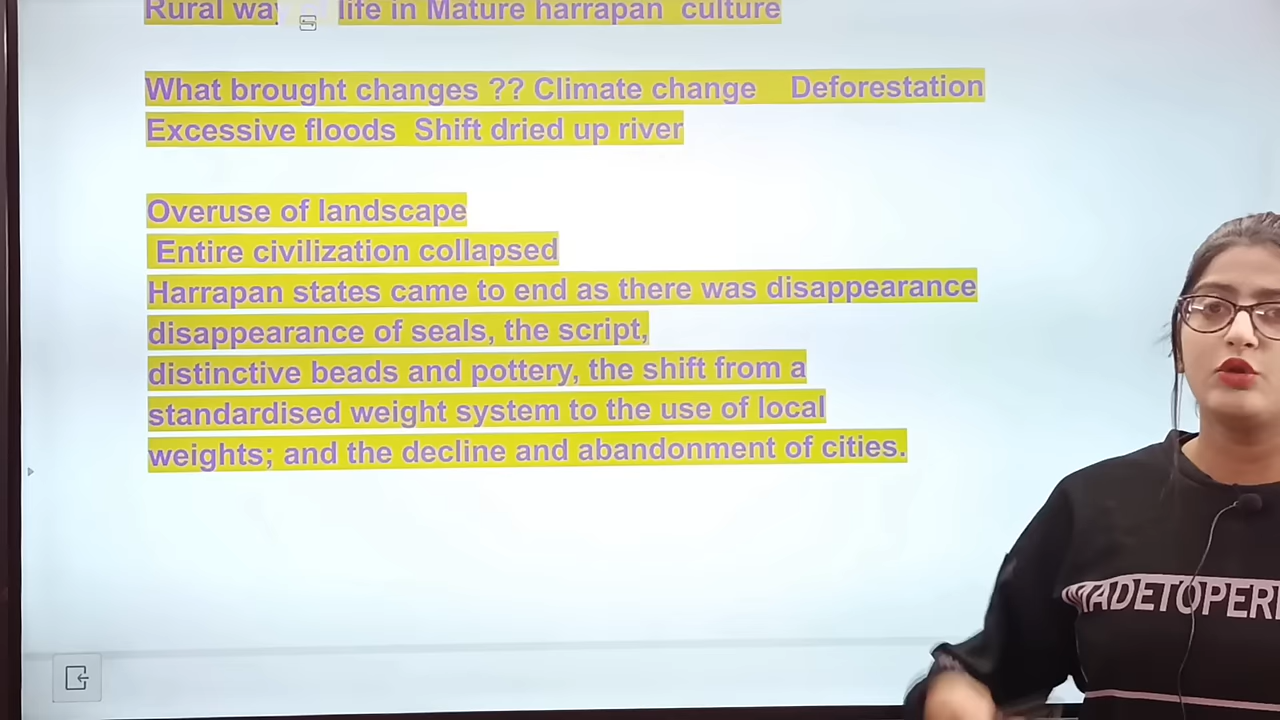 Rural way life in Mature harrapan culture
What brought changes ?? Climate change Deforestation
Excessive floods Shift dried up river
Overuse of landscape
Entire civilization collapsed
Harrapan states came to end as there was disappearance
disappearance of seals, the script,
distinctive beads and pottery, the shift from a
standardised weight system to the use of local
weights; and the decline and abandonment of cities.